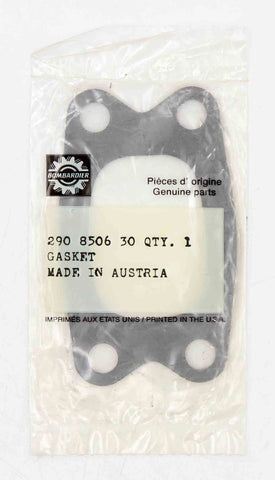 BOMBARDIER
Pièces d'origine
Genuine parts
290 8506 30 QTY. 1
GASKET
MADE IN AUSTRIA
IMPRIMÉS AUX ETATS UNIS / PRINTED IN THE U.S.A.